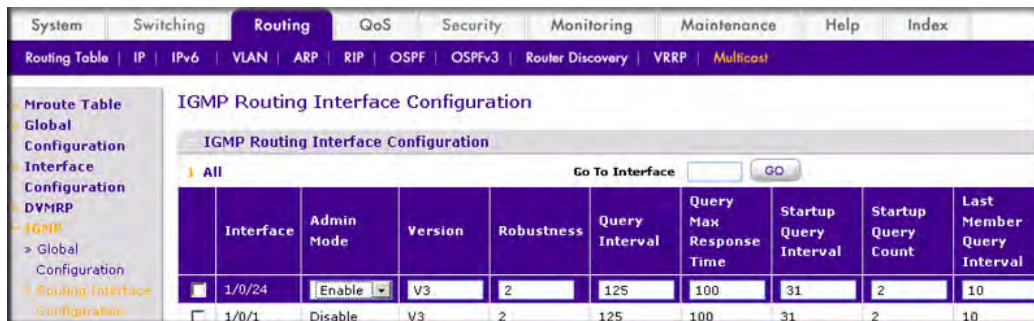 System Switching Routing QoS Security Monitoring Maintenance Help Index
Routing Table | IP | IPv6 | VLAN | ARP | RIP | OSPF | OSPFv3 | Router Discovery | VRRP | Multicast
Mroute Table
Global
Configuration
Interface
Configuration
DVMRP
IGMP
» Global
Configuration
» Routing Interface
Configuration
IGMP Routing Interface Configuration
IGMP Routing Interface Configuration
1 All Go To Interface GO
Interface Admin Mode Version Robustness Query Interval Query Max Response Time Startup Query Interval Startup Query Count Last Member Query Interval
1/0/24 Enable V3 2 125 100 31 2 10
1/0/1 Disable V3 2 125 100 31 2 10